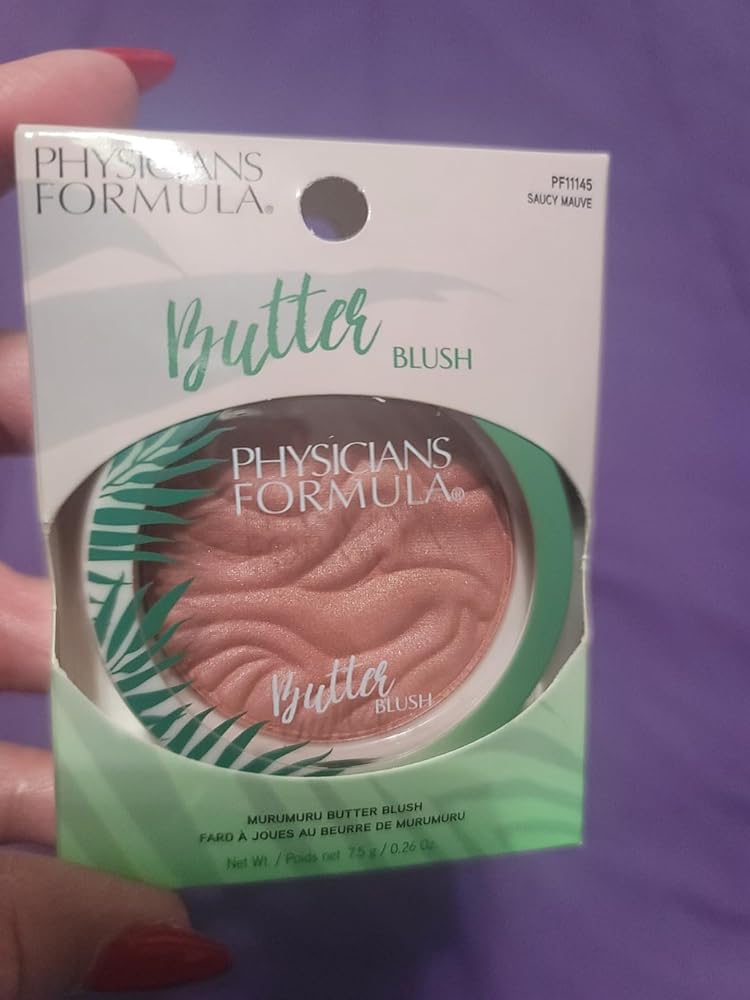 PHYSICIANS
FORMULA®
PF11145
SAUCY MAUVE
Butter BLUSH
PHYSICIANS
FORMULA®
Butter
BLUSH
MURUMURU BUTTER BLUSH
FARD À JOUES AU BEURRE DE MURUMURU
Net Wt. / Poids net 7.5 g / 0.26 Oz.